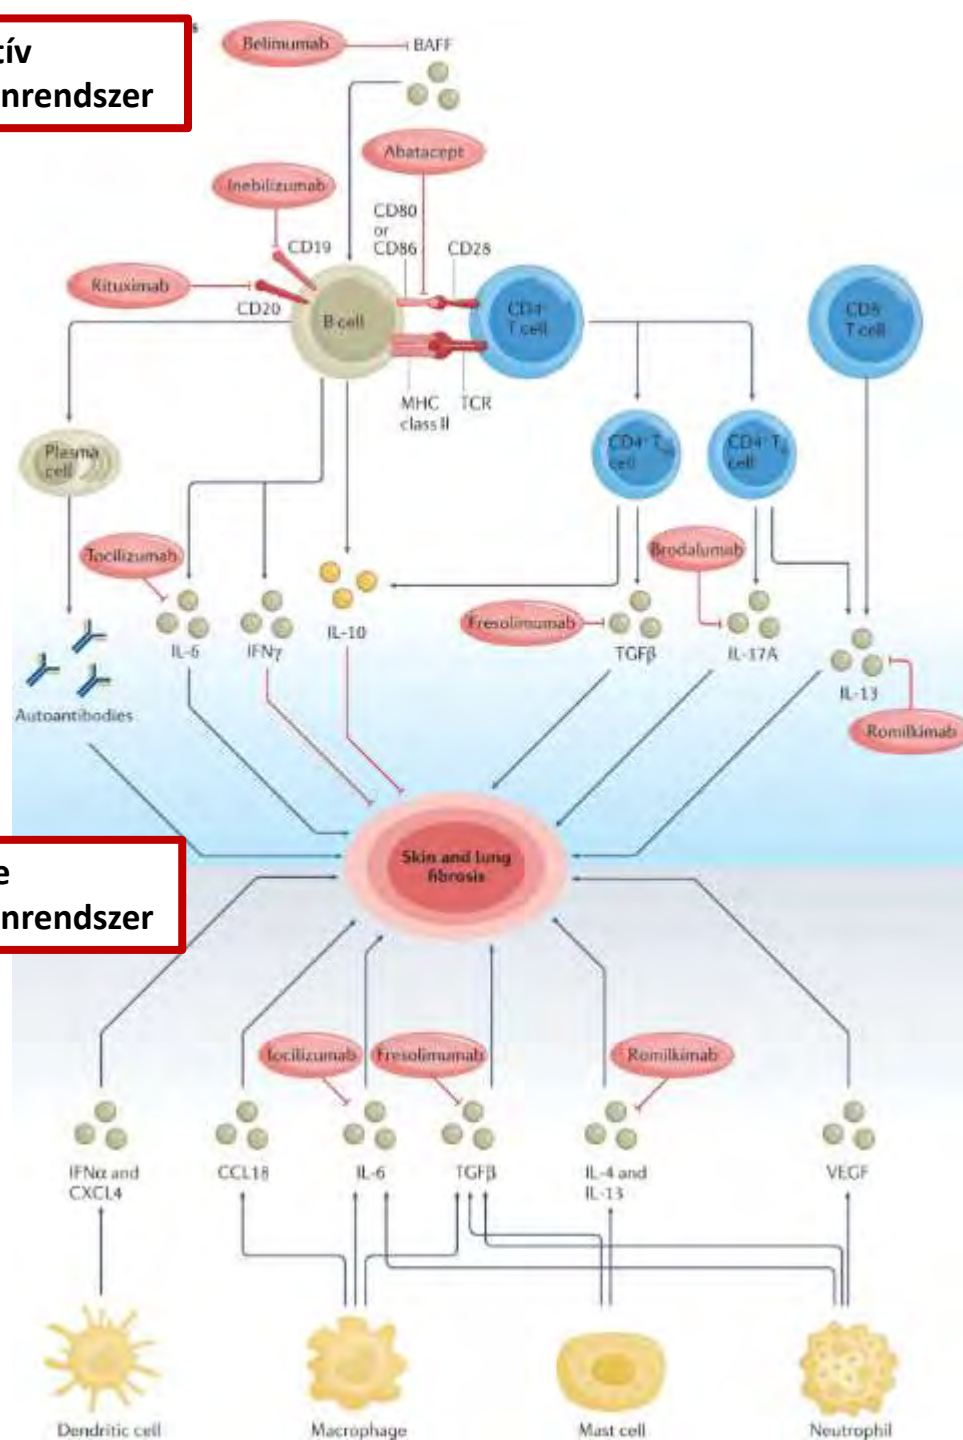 tív
nrendszer
Belimumab
BAFF
Abatacept
Inebilizumab
CD80
or
CD86
CD28
CD19
Rituximab
CD20
B cell
CD4+
T cell
CD8
T cell
MHC
class II
TCR
Plasma
cell
CD4+ T
cell
CD4+ T
cell
Tocilizumab
Brodalumab
Fresolimumab
IL-6
IFNγ
IL-10
TGFβ
IL-17A
IL-13
Autoantibodies
Romilkimab
e
nrendszer
Skin and lung
fibrosis
Tocilizumab
Fresolimumab
Romilkimab
IFNα and
CXCL4
CCL18
IL-6
TGFβ
IL-4 and
IL-13
VEGF
Dendritic cell
Macrophage
Mast cell
Neutrophil